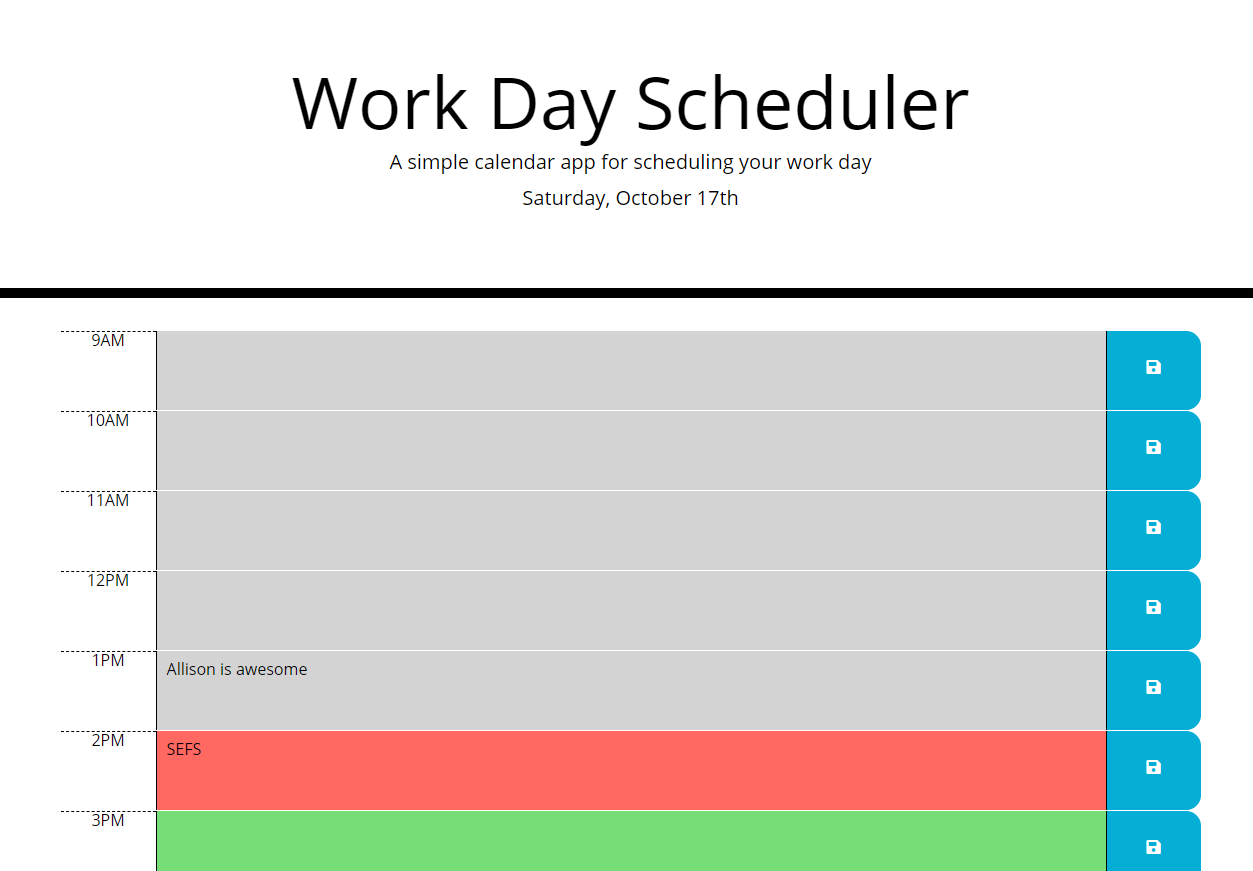 Work Day Scheduler
A simple calendar app for scheduling your work day
Saturday, October 17th
9AM
10AM
11AM
12PM
1PM
Allison is awesome
2PM
SEFS
3PM